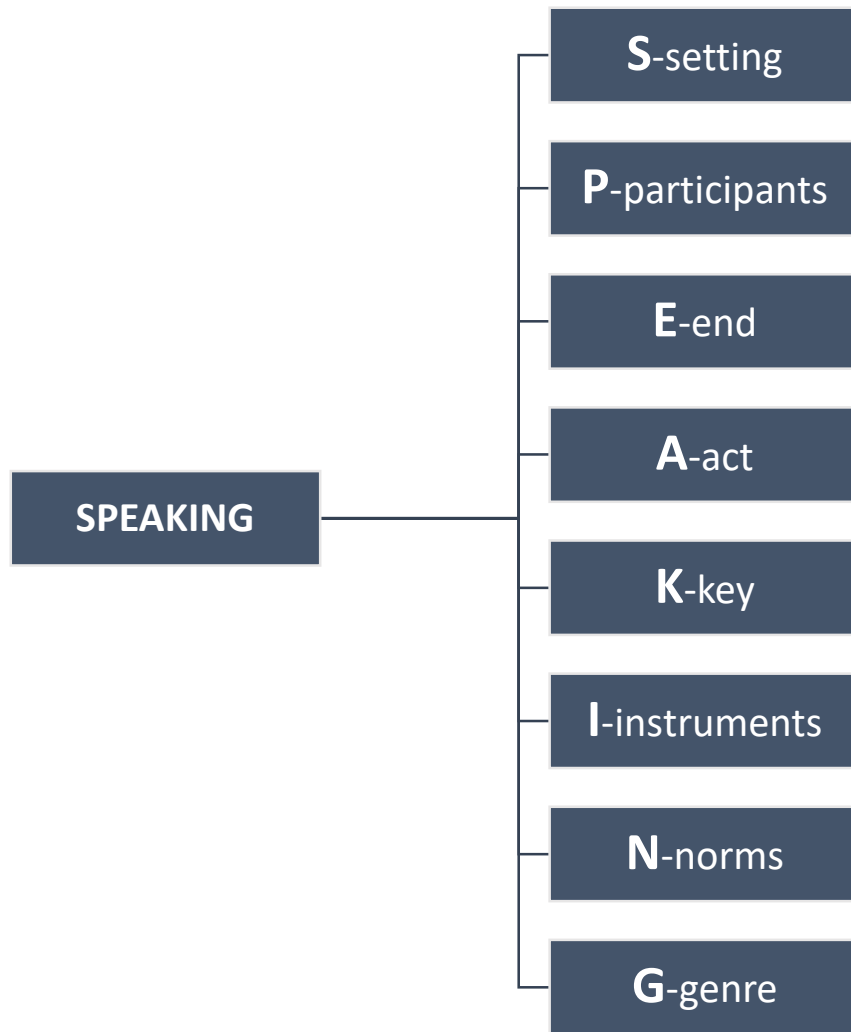 S-setting
P-participants
E-end
A-act
SPEAKING
K-key
I-instruments
N-norms
G-genre